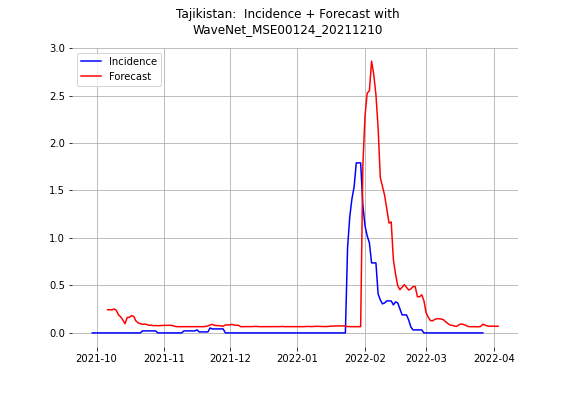 Tajikistan:  Incidence + Forecast with
WaveNet_MSE00124_20211210
Incidence
Forecast
3.0
2.5
2.0
1.5
1.0
0.5
0.0
2021-10 2021-11 2021-12 2022-01 2022-02 2022-03 2022-04